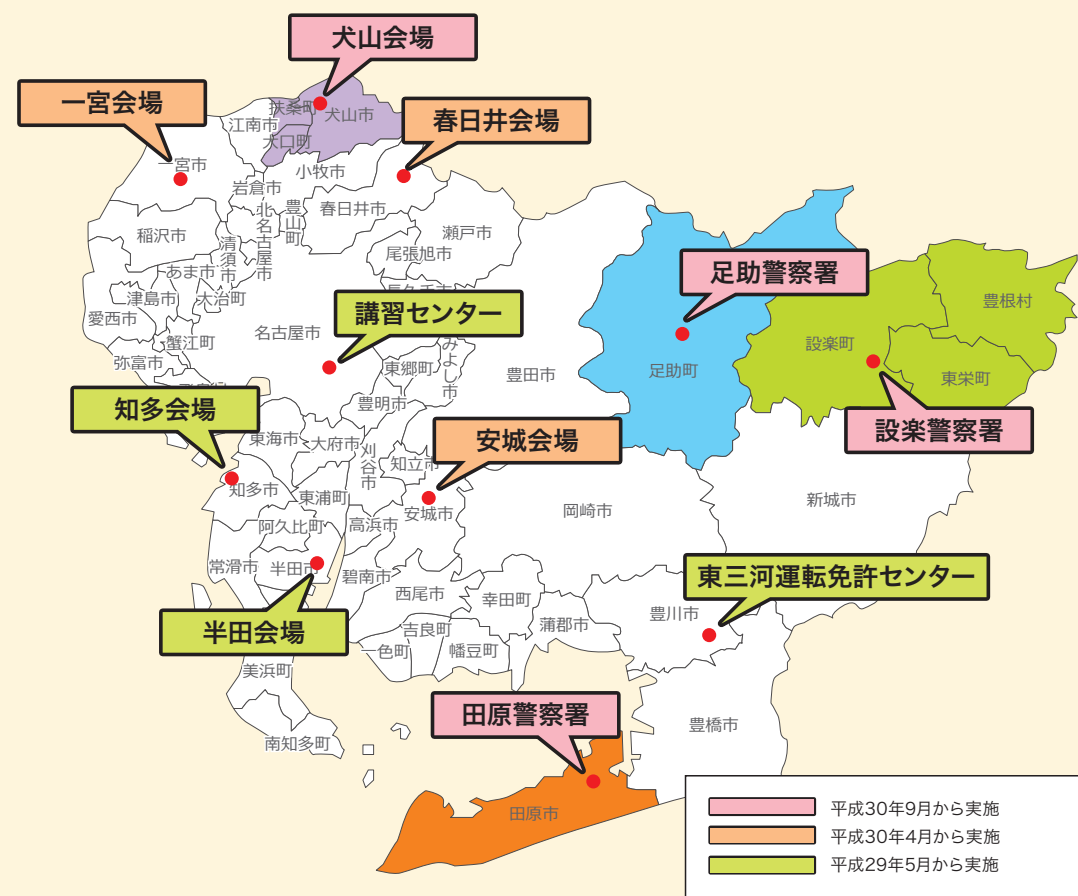 犬山会場
一宮会場
春日井会場
扶桑町
犬山市
江南市
大口町
一宮市
小牧市
岩倉市
春日井市
豊山町
北名古屋市
清須市
稲沢市
瀬戸市
尾張旭市
あま市
津島市
大治町
愛西市
蟹江町
弥富市
名古屋市
講習センター
みよし市
東郷町
豊明市
豊田市
足助警察署
足助町
設楽町
豊根村
東栄町
設楽警察署
知多会場
東海市
大府市
刈谷市
知立市
安城会場
知多市
東浦町
安城市
高浜市
阿久比町
岡崎市
新城市
常滑市
半田市
碧南市
半田会場
西尾市
幸田町
東三河運転免許センター
豊川市
蒲郡市
吉良町
一色町
幡豆町
美浜町
南知多町
田原警察署
豊橋市
田原市
平成30年9月から実施
平成30年4月から実施
平成29年5月から実施